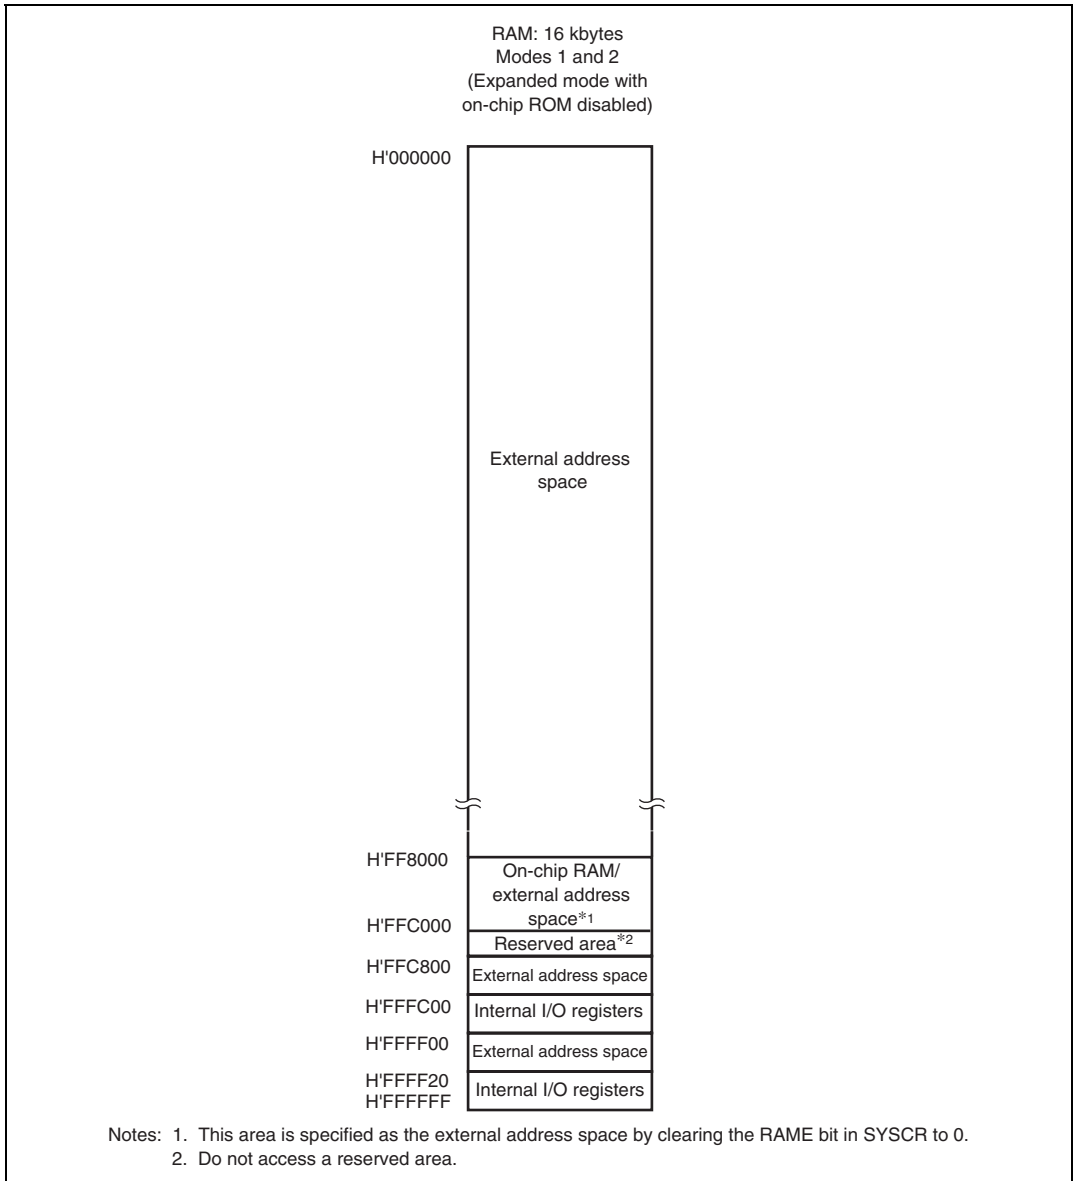 RAM: 16 kbytes
Modes 1 and 2
(Expanded mode with
on-chip ROM disabled)
H'000000
External address
space
H'FF8000
On-chip RAM/
external address
space*1
H'FFC000
Reserved area*2
H'FFC800
External address space
H'FFFC00
Internal I/O registers
H'FFFF00
External address space
H'FFFF20
Internal I/O registers
H'FFFFFF
Notes: 1. This area is specified as the external address space by clearing the RAME bit in SYSCR to 0.
2. Do not access a reserved area.